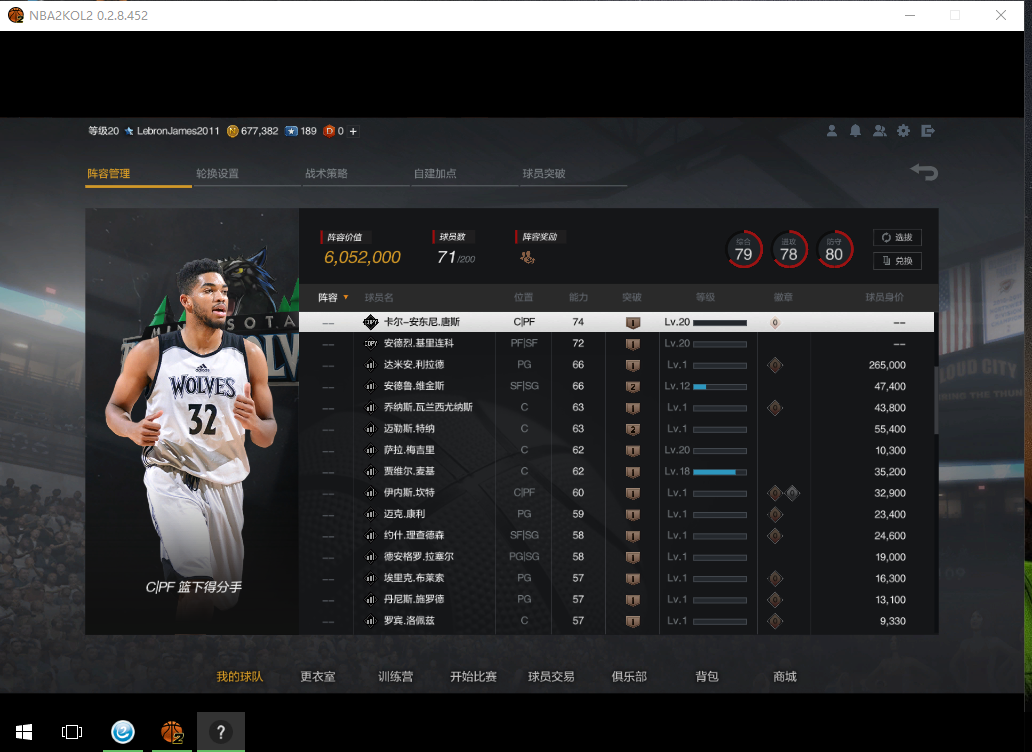 NBA2KOL2 0.2.8.452
等级20 LebronJames2011 677,382 189 0 +
阵容管理 轮换设置 战术策略 自建加点 球员突破
阵容价值 球员数 阵容奖励
6,052,000 71/200
综合 79 进攻 78 防守 80
选拔
兑换
阵容 球员名 位置 能力 突破 等级 徽章 球员身价
-- COPY 卡尔-安东尼.唐斯 C|PF 74 1 Lv.20 --
-- COPY 安德烈.基里连科 PF|SF 72 1 Lv.20 --
-- 达米安.利拉德 PG 66 1 Lv.1 265,000
-- 安德鲁.维金斯 SF|SG 66 2 Lv.12 47,400
-- 乔纳斯.瓦兰西尤纳斯 C 63 1 Lv.1 43,800
-- 迈勒斯.特纳 C 63 2 Lv.1 55,400
-- 萨拉.梅吉里 C 62 1 Lv.20 10,300
-- 贾维尔.麦基 C 62 1 Lv.18 35,200
-- 伊内斯.坎特 C|PF 60 1 Lv.1 32,900
-- 迈克.康利 PG 59 1 Lv.1 23,400
-- 约什.理查德森 SF|SG 58 1 Lv.1 24,600
-- 德安格罗.拉塞尔 PG|SG 58 1 Lv.1 19,000
-- 埃里克.布莱索 PG 57 1 Lv.1 16,300
-- 丹尼斯.施罗德 PG 57 1 Lv.1 13,100
-- 罗宾.洛佩兹 C 57 1 Lv.1 9,330
WOLVES
32
C|PF 篮下得分手
我的球队 更衣室 训练营 开始比赛 球员交易 俱乐部 背包 商城